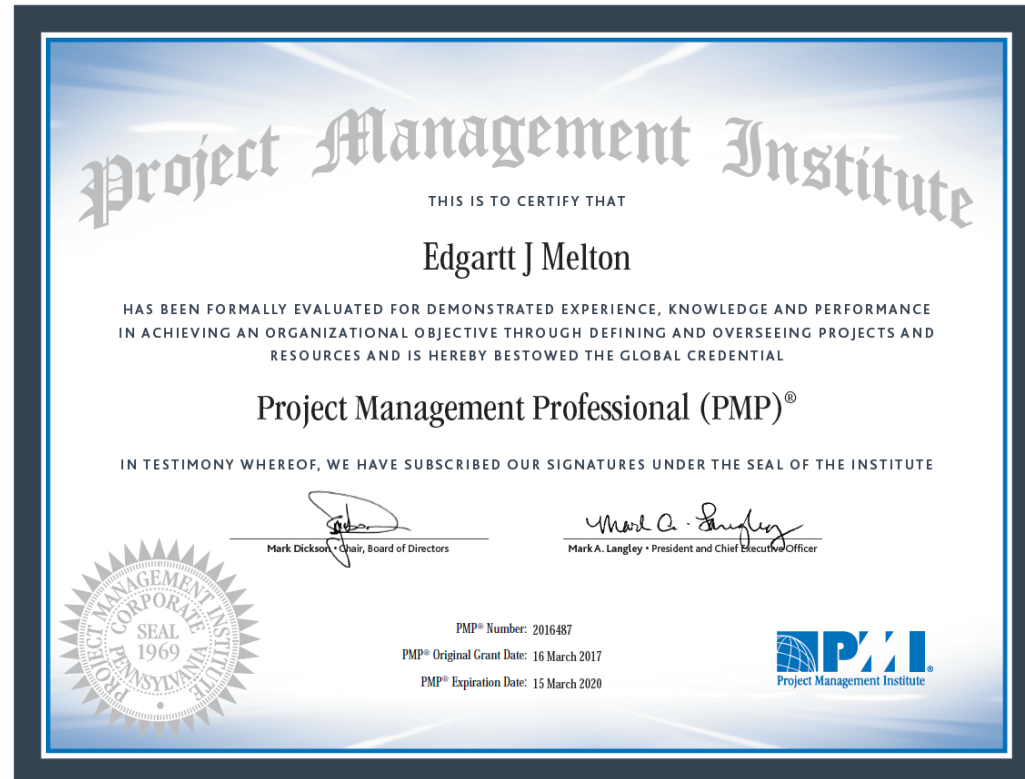 Project Management Institute
THIS IS TO CERTIFY THAT
Edgartt J Melton
HAS BEEN FORMALLY EVALUATED FOR DEMONSTRATED EXPERIENCE, KNOWLEDGE AND PERFORMANCE
IN ACHIEVING AN ORGANIZATIONAL OBJECTIVE THROUGH DEFINING AND OVERSEEING PROJECTS AND
RESOURCES AND IS HEREBY BESTOWED THE GLOBAL CREDENTIAL
Project Management Professional (PMP)®
IN TESTIMONY WHEREOF, WE HAVE SUBSCRIBED OUR SIGNATURES UNDER THE SEAL OF THE INSTITUTE
Mark A. Langley
Mark Dickson • Chair, Board of Directors
Mark A. Langley • President and Chief Executive Officer
PROJECT MANAGEMENT INSTITUTE
CORPORATE
SEAL
1969
PENNSYLVANIA
PMP® Number: 2016487
PMP® Original Grant Date: 16 March 2017
PMP® Expiration Date: 15 March 2020
PMI®
Project Management Institute